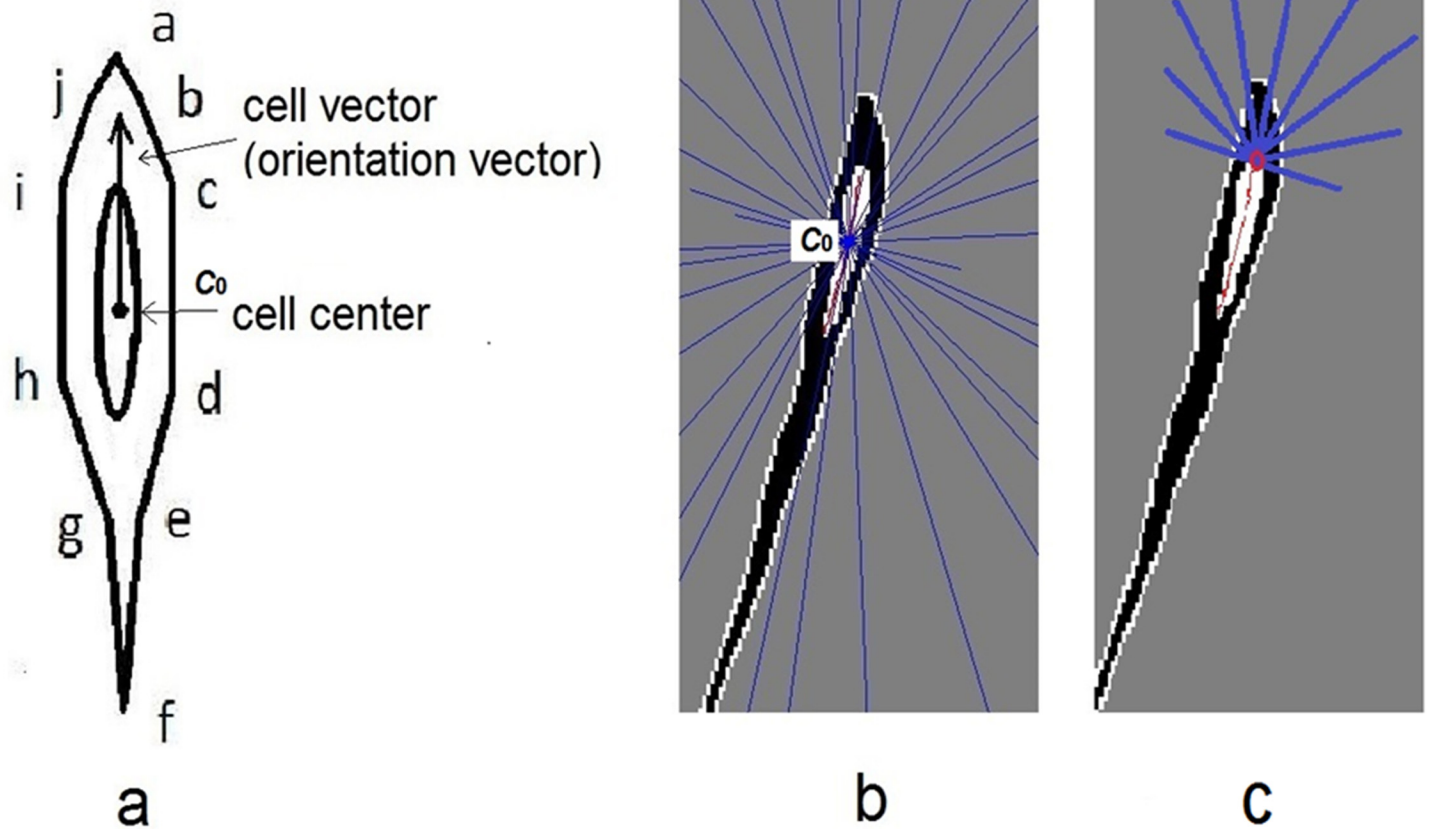 a
j
b
cell vector
(orientation vector)
i
c
c0
cell center
h
d
g
e
f
a
C0
b
c